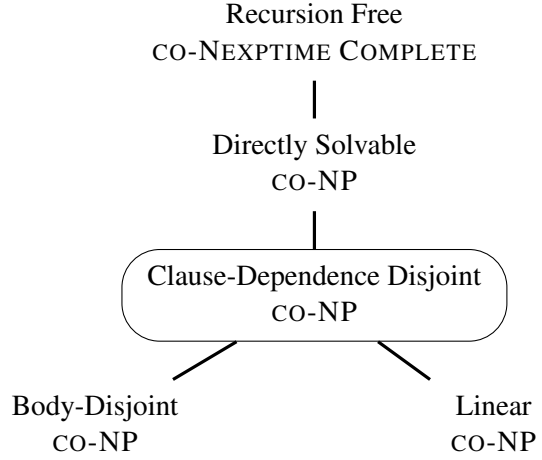 Recursion Free
CO-NEXPTIME COMPLETE
Directly Solvable
CO-NP
Clause-Dependence Disjoint
CO-NP
Body-Disjoint
CO-NP
Linear
CO-NP